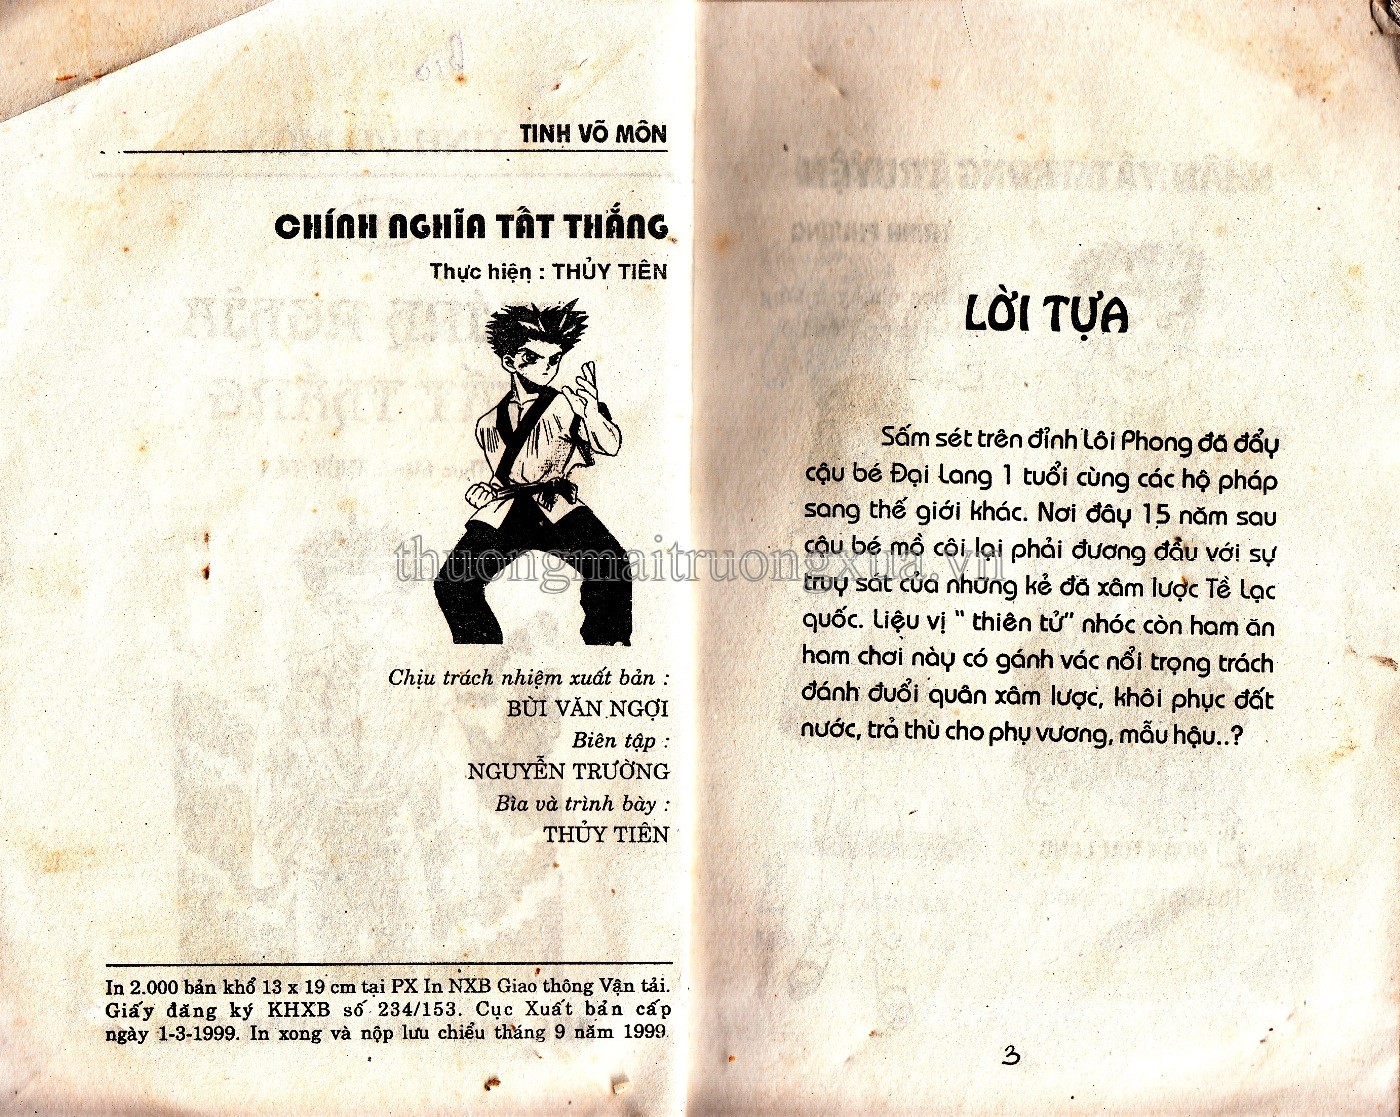 TINH VÕ MÔN
CHÍNH NGHĨA TẤT THẮNG
Thực hiện : THỦY TIÊN
Chịu trách nhiệm xuất bản :
BÙI VĂN NGỢI
Biên tập :
NGUYỄN TRƯỜNG
Bìa và trình bày :
THỦY TIÊN
In 2.000 bản khổ 13 x 19 cm tại PX In NXB Giao thông Vận tải.
Giấy đăng ký KHXB số 234/153. Cục Xuất bản cấp
ngày 1-3-1999. In xong và nộp lưu chiểu tháng 9 năm 1999.
LỜI TỰA
Sấm sét trên đỉnh Lôi Phong đã đẩy
cậu bé Đại Lang 1 tuổi cùng các hộ pháp
sang thế giới khác. Nơi đây 15 năm sau
cậu bé mồ côi lại phải đương đầu với sự
truy sát của những kẻ đã xâm lược Tề Lạc
quốc. Liệu vị " thiên tử" nhóc còn ham ăn
ham chơi này có gánh vác nổi trọng trách
đánh đuổi quân xâm lược, khôi phục đất
nước, trả thù cho phụ vương, mẫu hậu..?
3
thuongmaitruongxua.vn